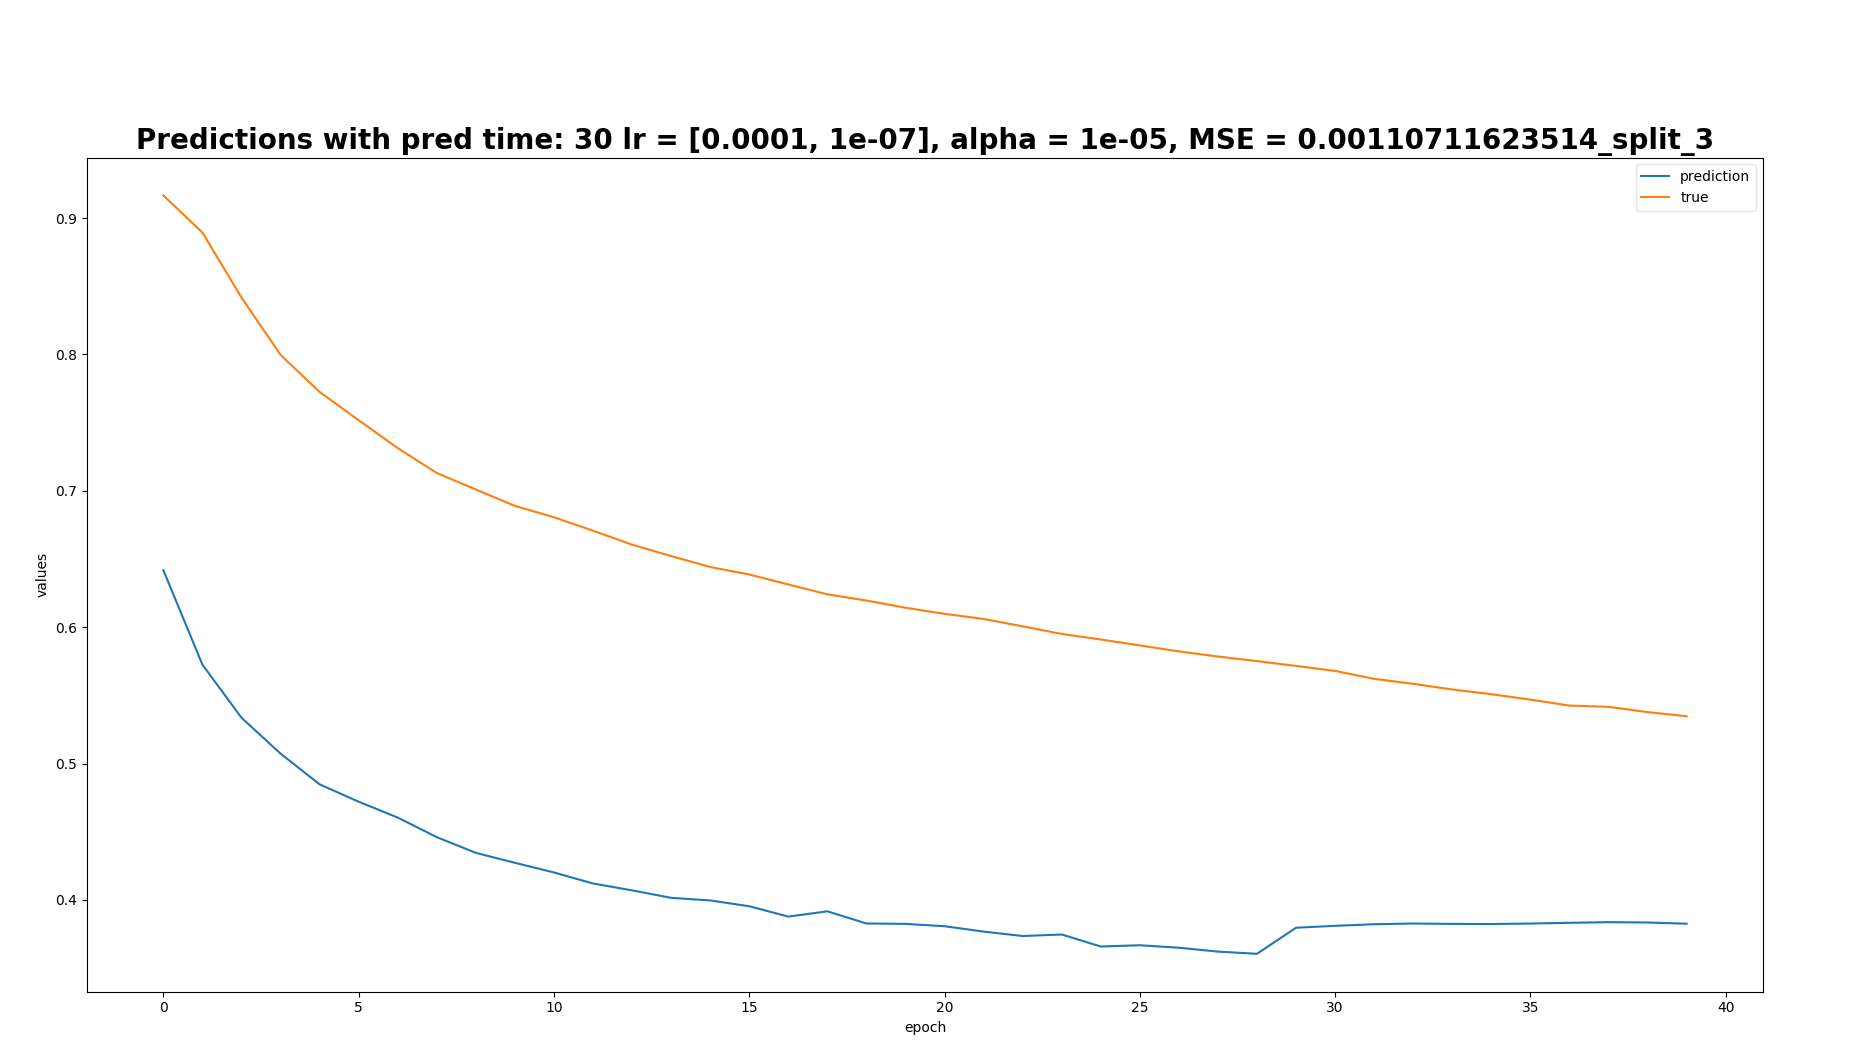 Predictions with pred time: 30 lr = [0.0001, 1e-07], alpha = 1e-05, MSE = 0.00110711623514_split_3
prediction
true
0.9
0.8
0.7
0.6
0.5
0.4
values
0 5 10 15 20 25 30 35 40
epoch